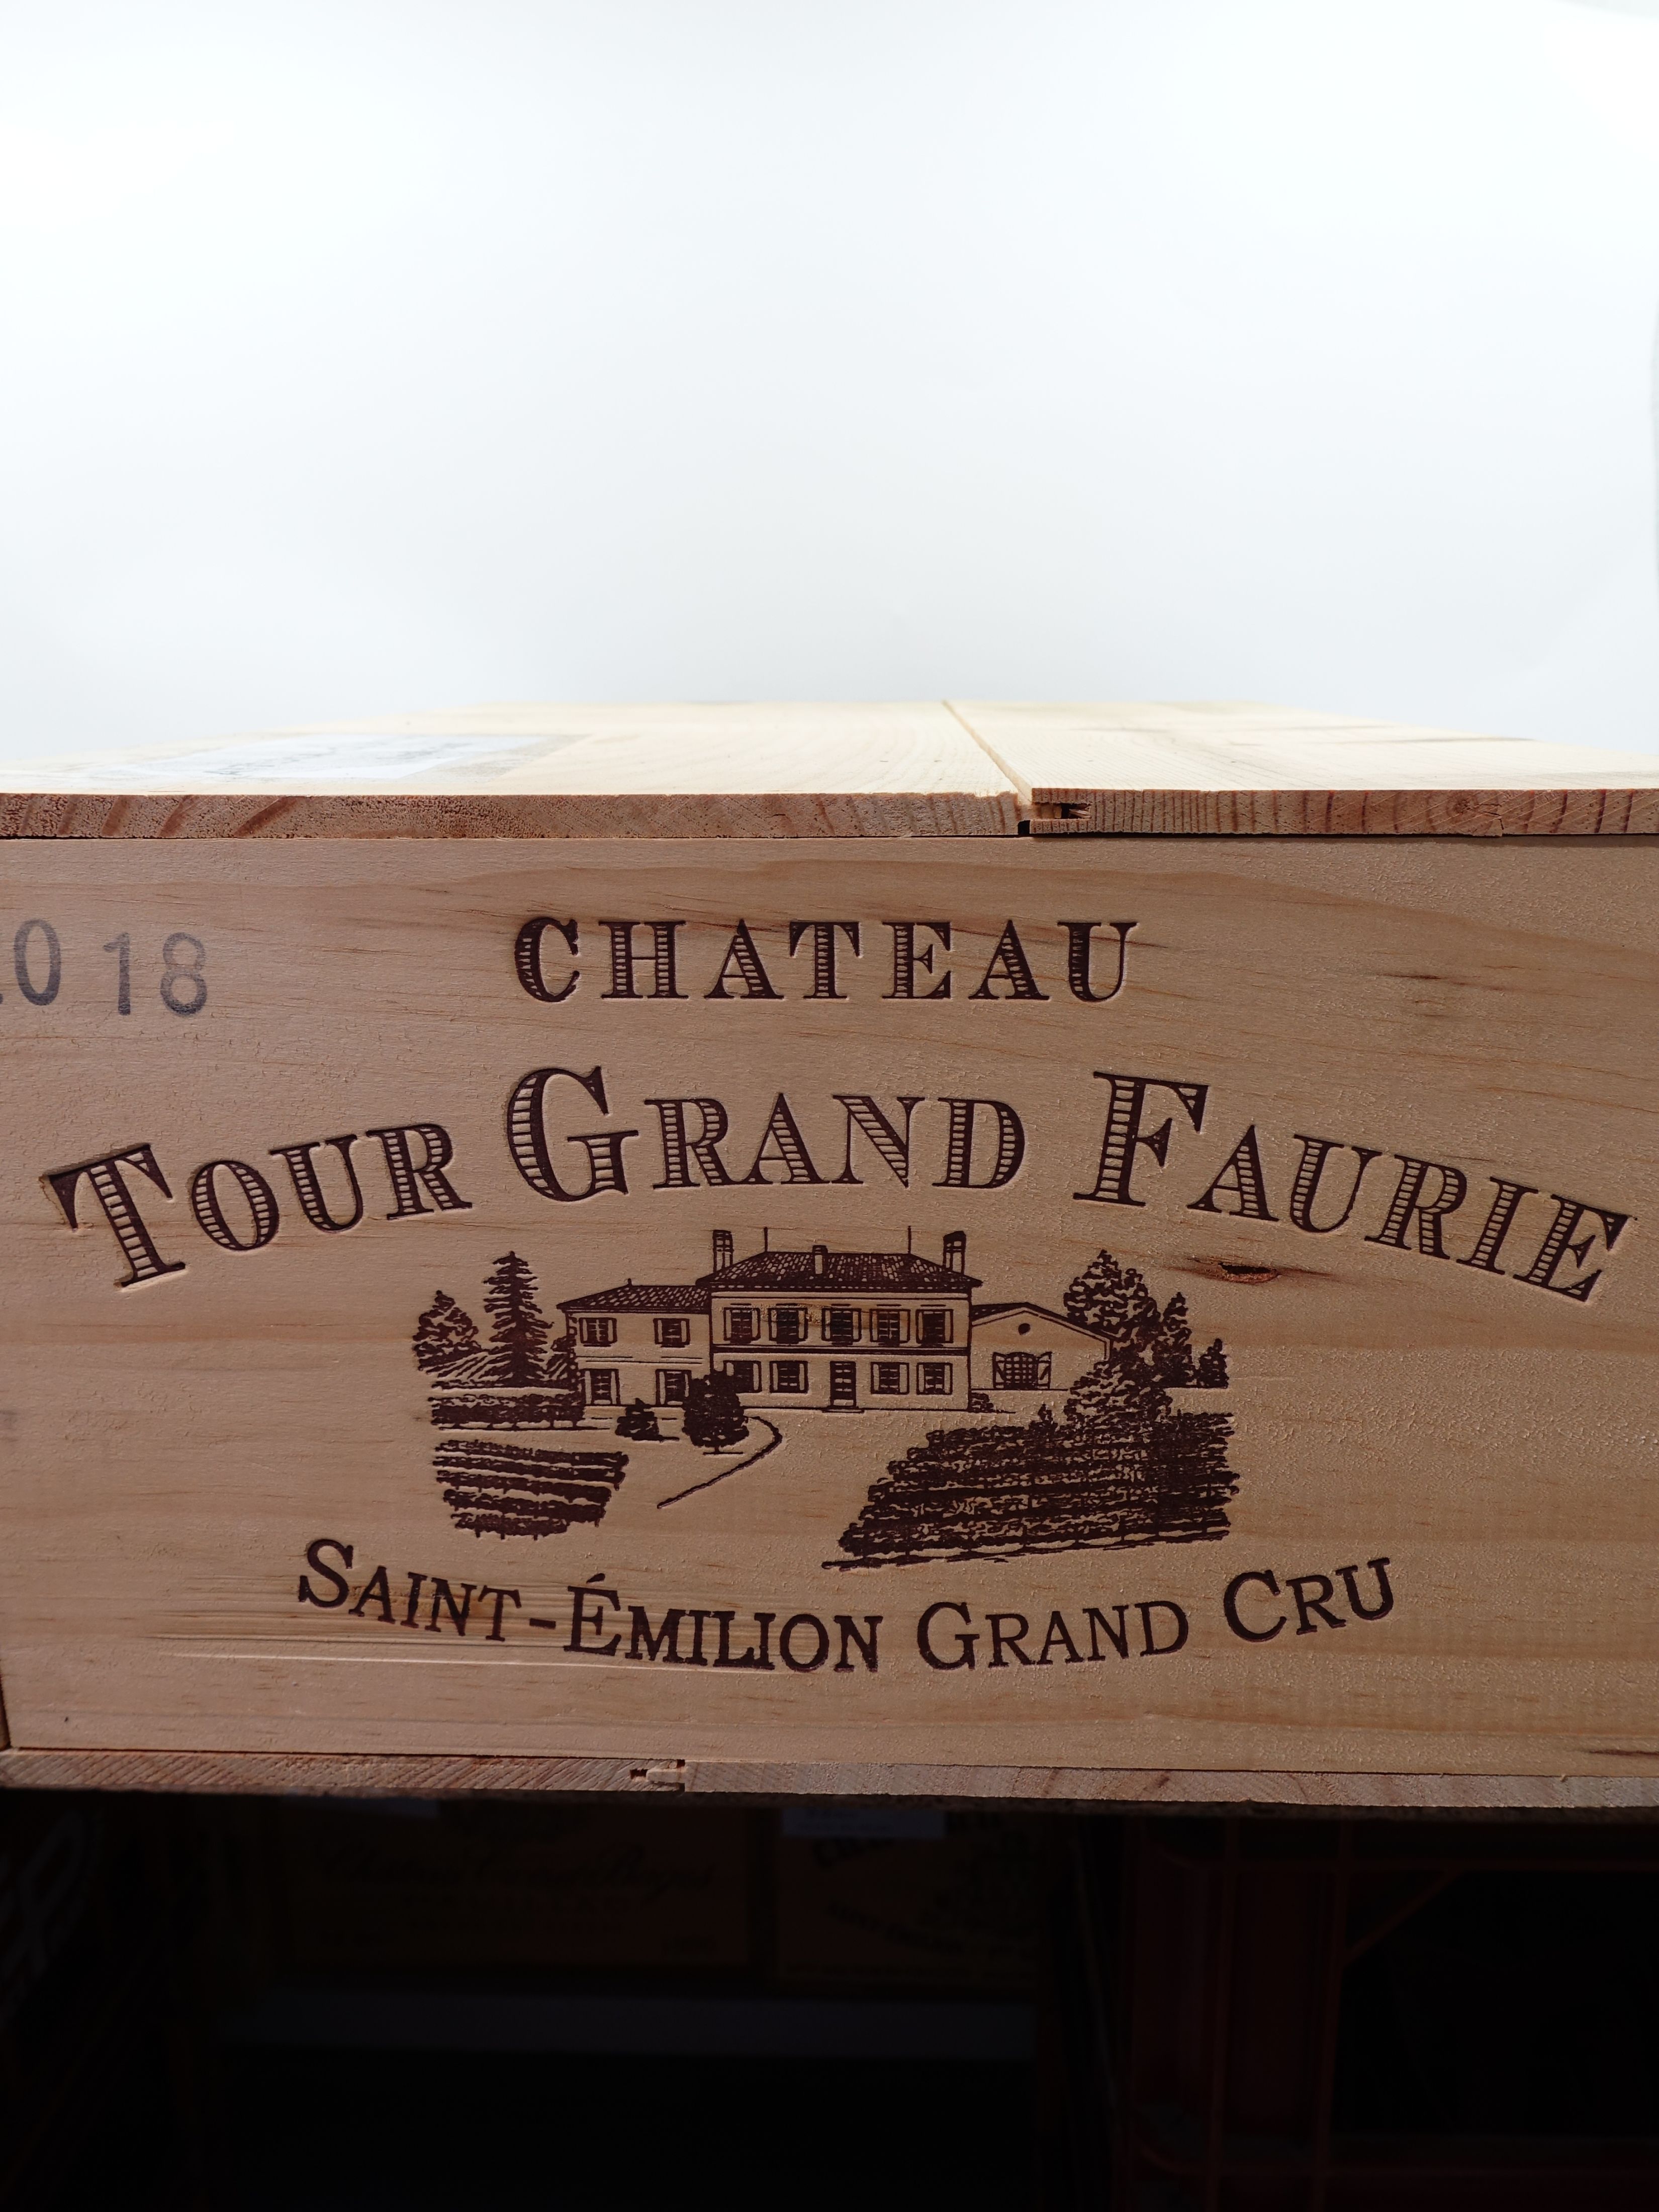 2018
CHATEAU
TOUR GRAND FAURIE
SAINT-ÉMILION GRAND CRU